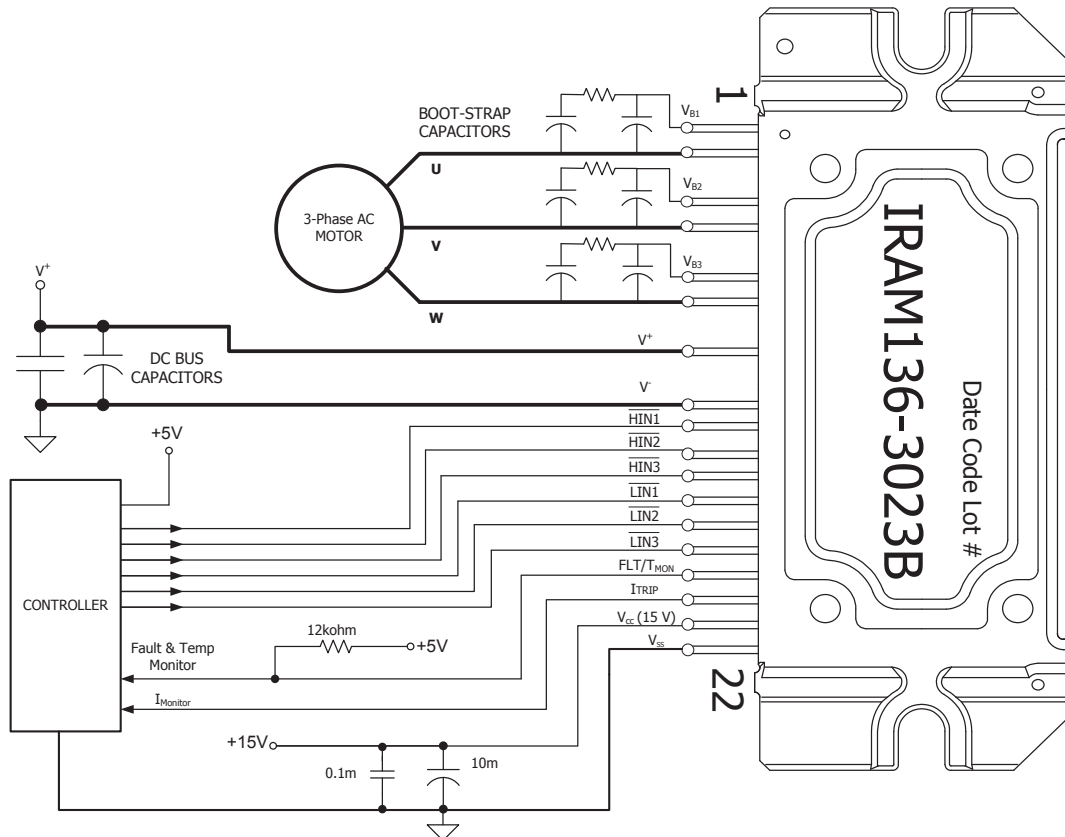 1
BOOT-STRAP
CAPACITORS
VB1
U
VB2
3-Phase AC
MOTOR
V
VB3
W
V+
V+
DC BUS
CAPACITORS
V-
+5V
HIN1
HIN2
HIN3
LIN1
LIN2
LIN3
FLT/TMON
ITRIP
VCC (15 V)
VSS
CONTROLLER
12kohm
+5V
Fault & Temp
Monitor
IMonitor
22
+15V
0.1m
10m
IRAM136-3023B
Date Code Lot #